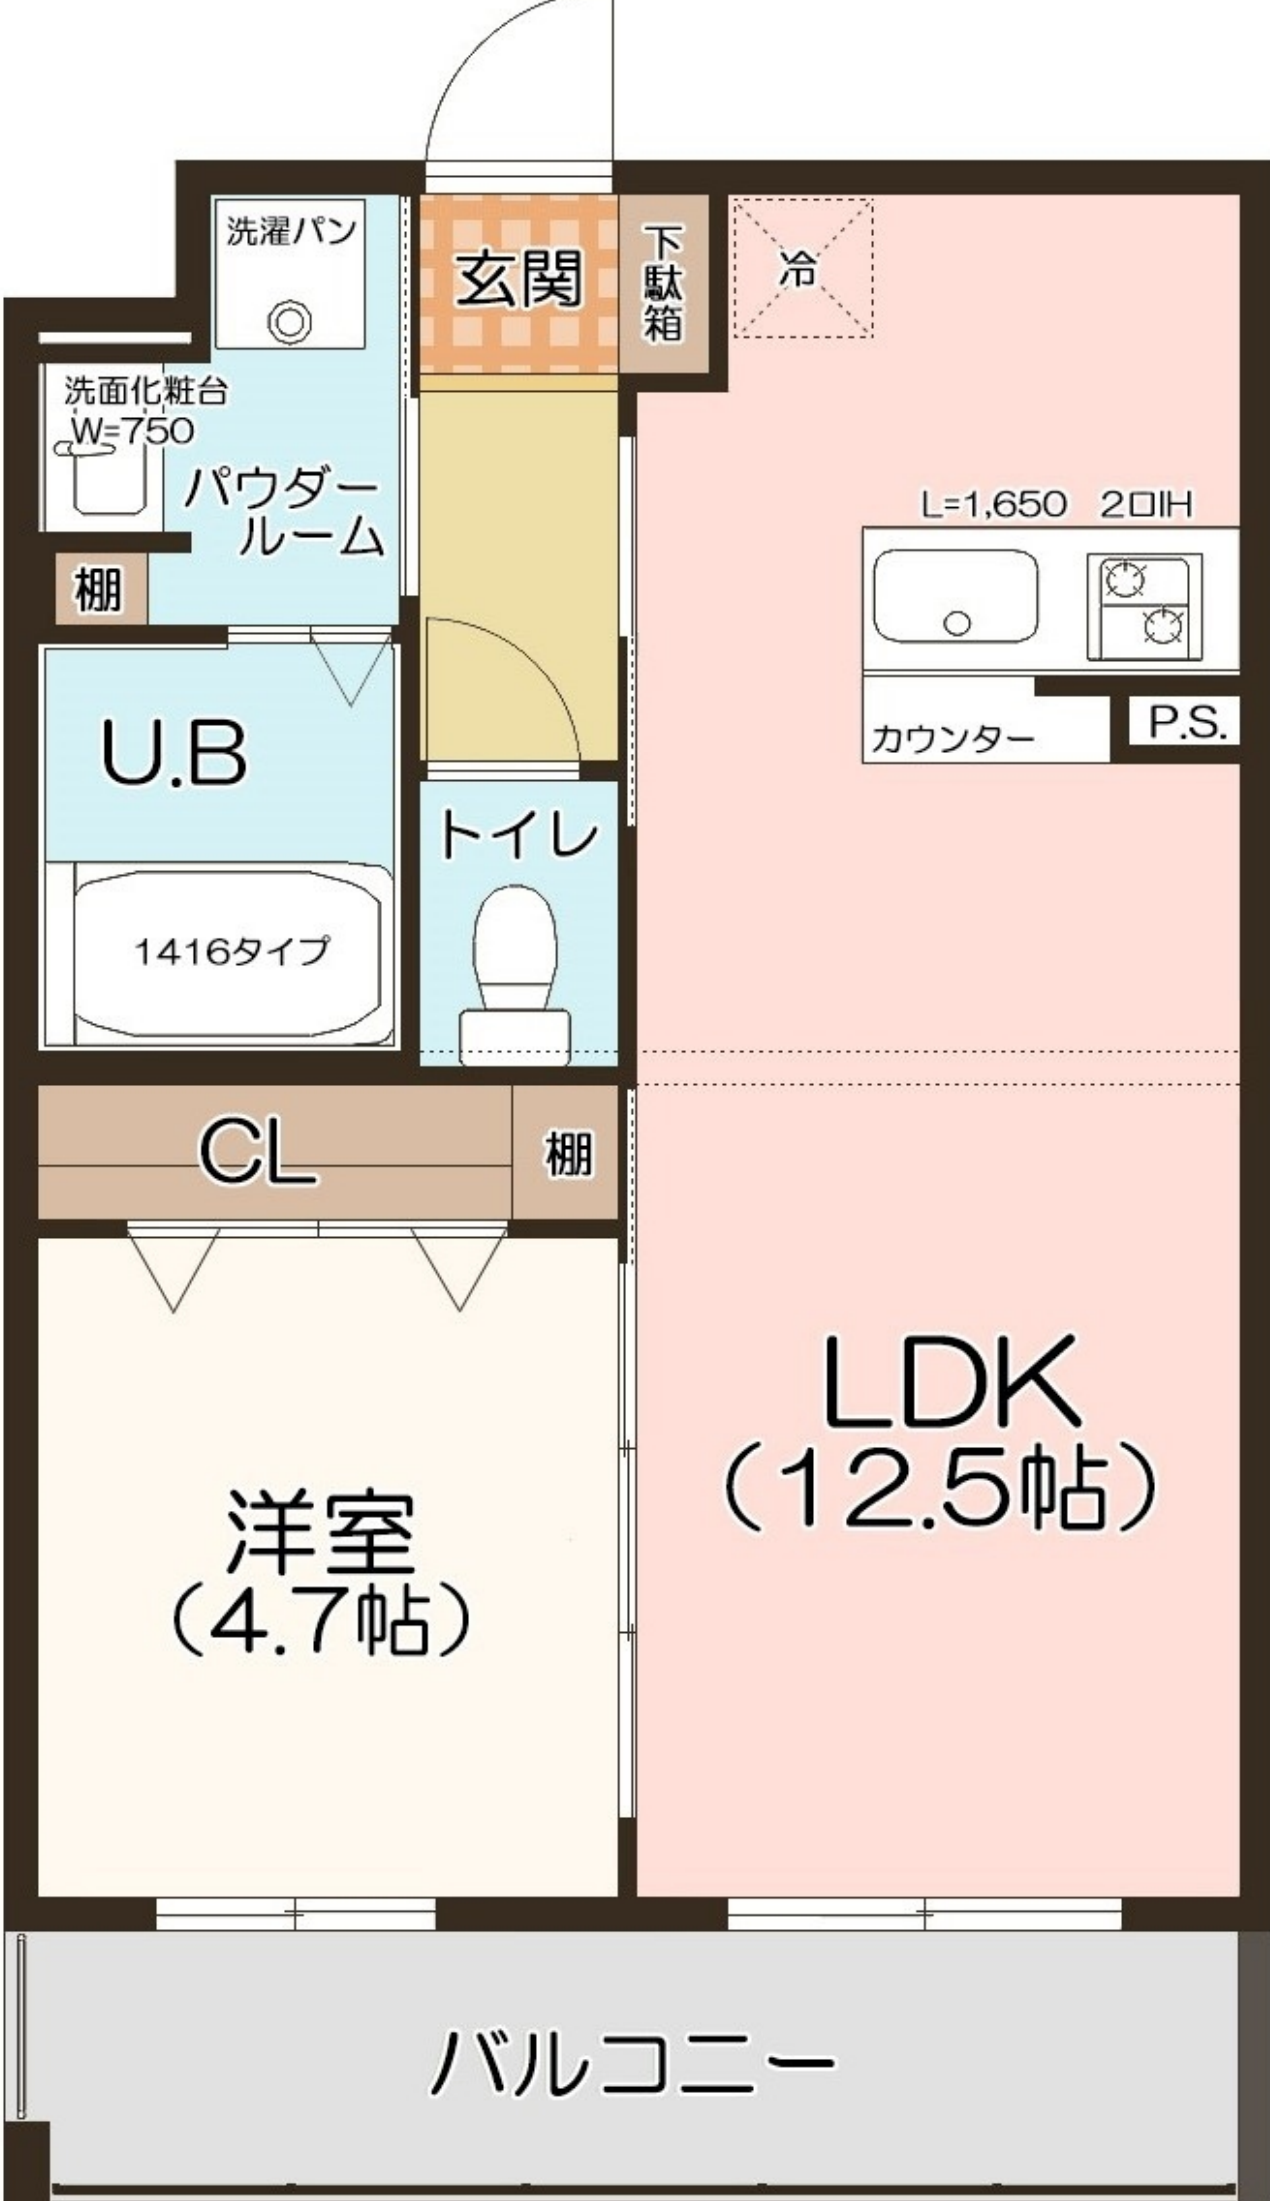 洗濯パン
玄関
下駄箱
冷
洗面化粧台
W=750
パウダー
ルーム
L=1,650 2口IH
棚
U.B
P.S.
カウンター
トイレ
1416タイプ
CL
棚
LDK
(12.5帖)
洋室
(4.7帖)
バルコニー